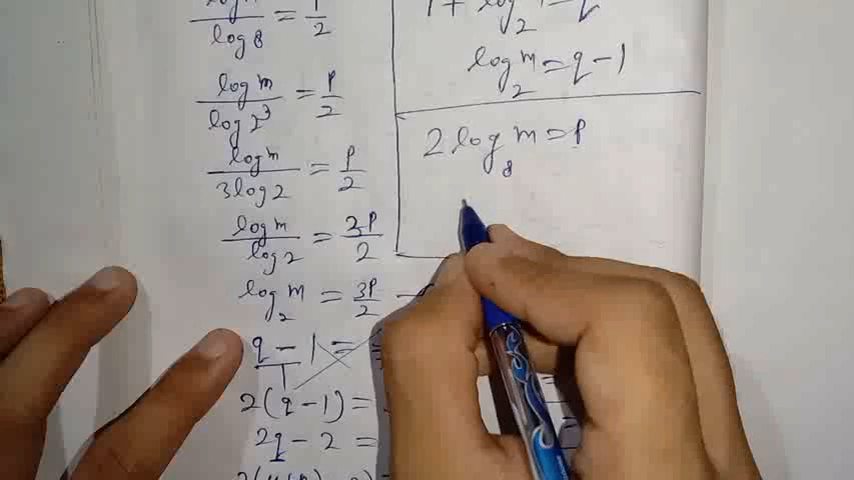 log 8 = 2
log m / log 2³ = p/2
log m / 3 log 2 = p/2
log m / log 2 = 3p/2
log₂ m = 3p/2
q - 1 =
1
2(q - 1) =
2q - 2 =
1 + log₂
log₂ m = q - 1
2 log₈ m = p